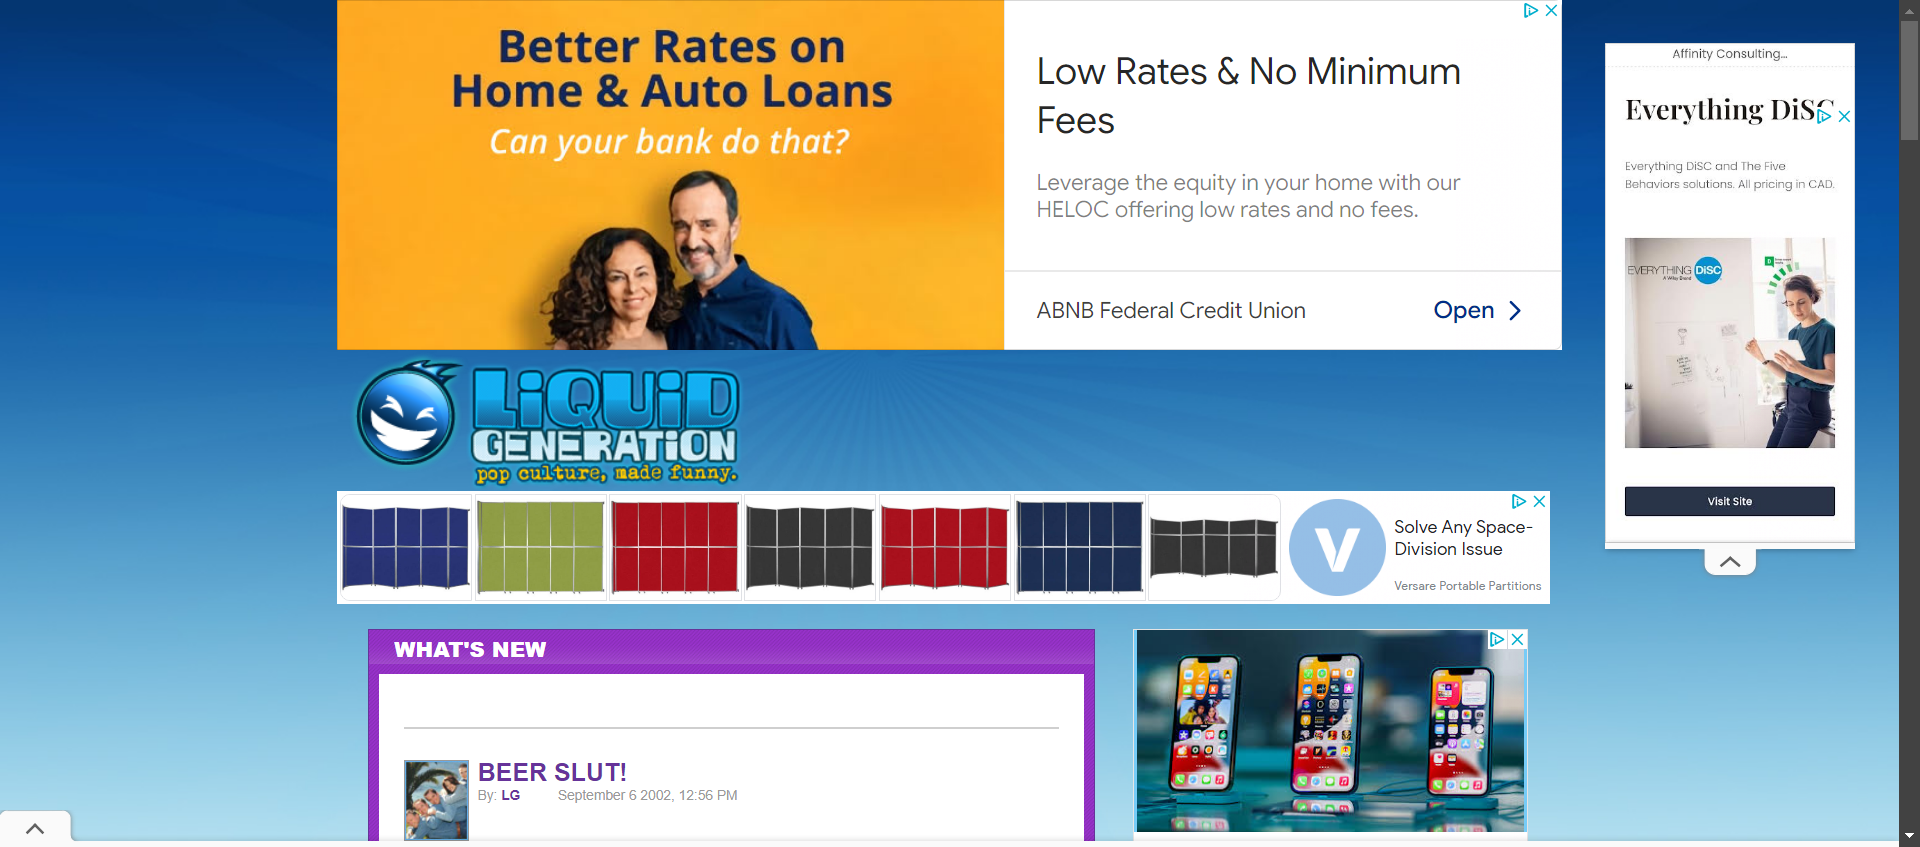 Better Rates on
Home & Auto Loans
Can your bank do that?
Low Rates & No Minimum
Fees
Leverage the equity in your home with our
HELOC offering low rates and no fees.
ABNB Federal Credit Union
Open
Affinity Consulting...
Everything DiSC
Everything DiSC and The Five
Behaviors solutions. All pricing in CAD.
EVERYTHING DiSC
A Wiley Brand
Visit Site
LiQUiD
GENERATiON
pop culture, made funny.
V
Solve Any Space-
Division Issue
Versare Portable Partitions
WHAT'S NEW
BEER SLUT!
By: LG September 6 2002, 12:56 PM